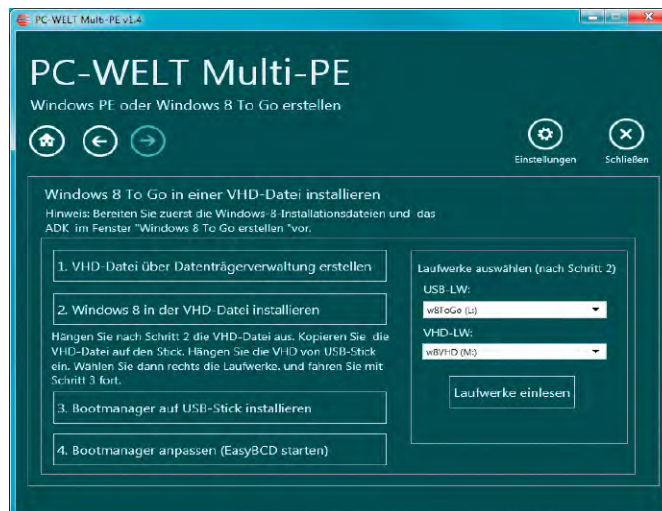 PC-WELT Multi-PE v1.4
PC-WELT Multi-PE
Windows PE oder Windows 8 To Go erstellen
Einstellungen
Schließen
Windows 8 To Go in einer VHD-Datei installieren
Hinweis: Bereiten Sie zuerst die Windows-8-Installationsdateien und das
ADK im Fenster "Windows 8 To Go erstellen "vor.
1. VHD-Datei über Datenträgerverwaltung erstellen
2. Windows 8 in der VHD-Datei installieren
Hängen Sie nach Schritt 2 die VHD-Datei aus. Kopieren Sie die
VHD-Datei auf den Stick. Hängen Sie die VHD von USB-Stick
ein. Wählen Sie dann rechts die Laufwerke. und fahren Sie mit
Schritt 3 fort.
3. Bootmanager auf USB-Stick installieren
4. Bootmanager anpassen (EasyBCD starten)
Laufwerke auswählen (nach Schritt 2)
USB-LW:
w8ToGo (L:)
VHD-LW:
w8VHD (M:)
Laufwerke einlesen